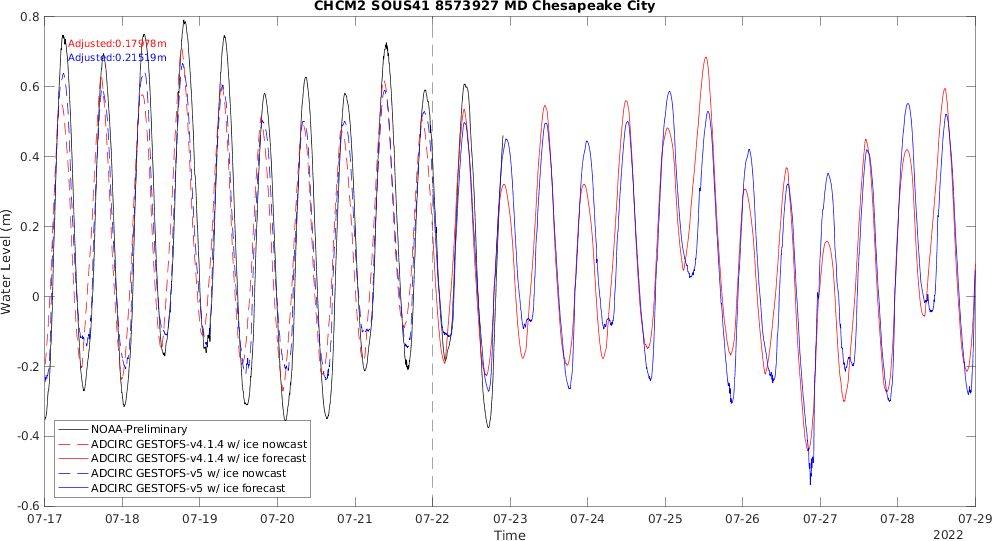 CHCM2 SOUS41 8573927 MD Chesapeake City
0.8
Adjusted:0.17978m
Adjusted:0.21519m
0.6
0.4
0.2
0
-0.2
-0.4
-0.6
Water Level (m)
NOAA-Preliminary
ADCIRC GESTOFS-v4.1.4 w/ ice nowcast
ADCIRC GESTOFS-v4.1.4 w/ ice forecast
ADCIRC GESTOFS-v5 w/ ice nowcast
ADCIRC GESTOFS-v5 w/ ice forecast
07-17 07-18 07-19 07-20 07-21 07-22 07-23 07-24 07-25 07-26 07-27 07-28 07-29
Time
2022